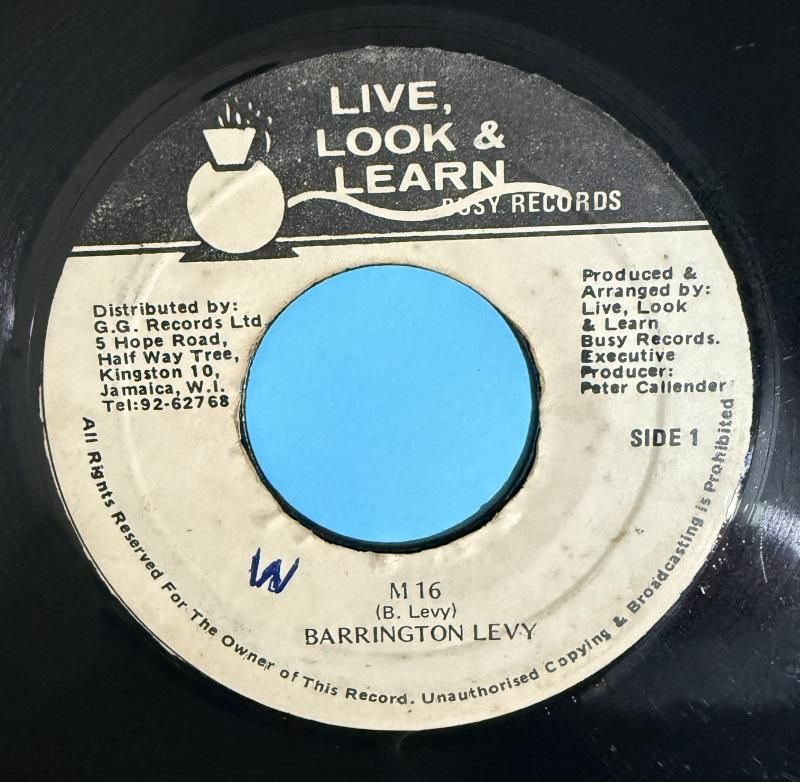 LIVE,
LOOK &
LEARN
BUSY RECORDS
Distributed by:
G.G. Records Ltd
5 Hope Road,
Half Way Tree,
Kingston 10,
Jamaica, W.I.
Tel:92-62768
Produced &
Arranged by:
Live, Look
& Learn
Busy Records.
Executive
Producer:
Peter Callender
SIDE 1
W
M 16
(B. Levy)
BARRINGTON LEVY
All Rights Reserved For The Owner of This Record. Unauthorised Copying & Broadcasting is Prohibited